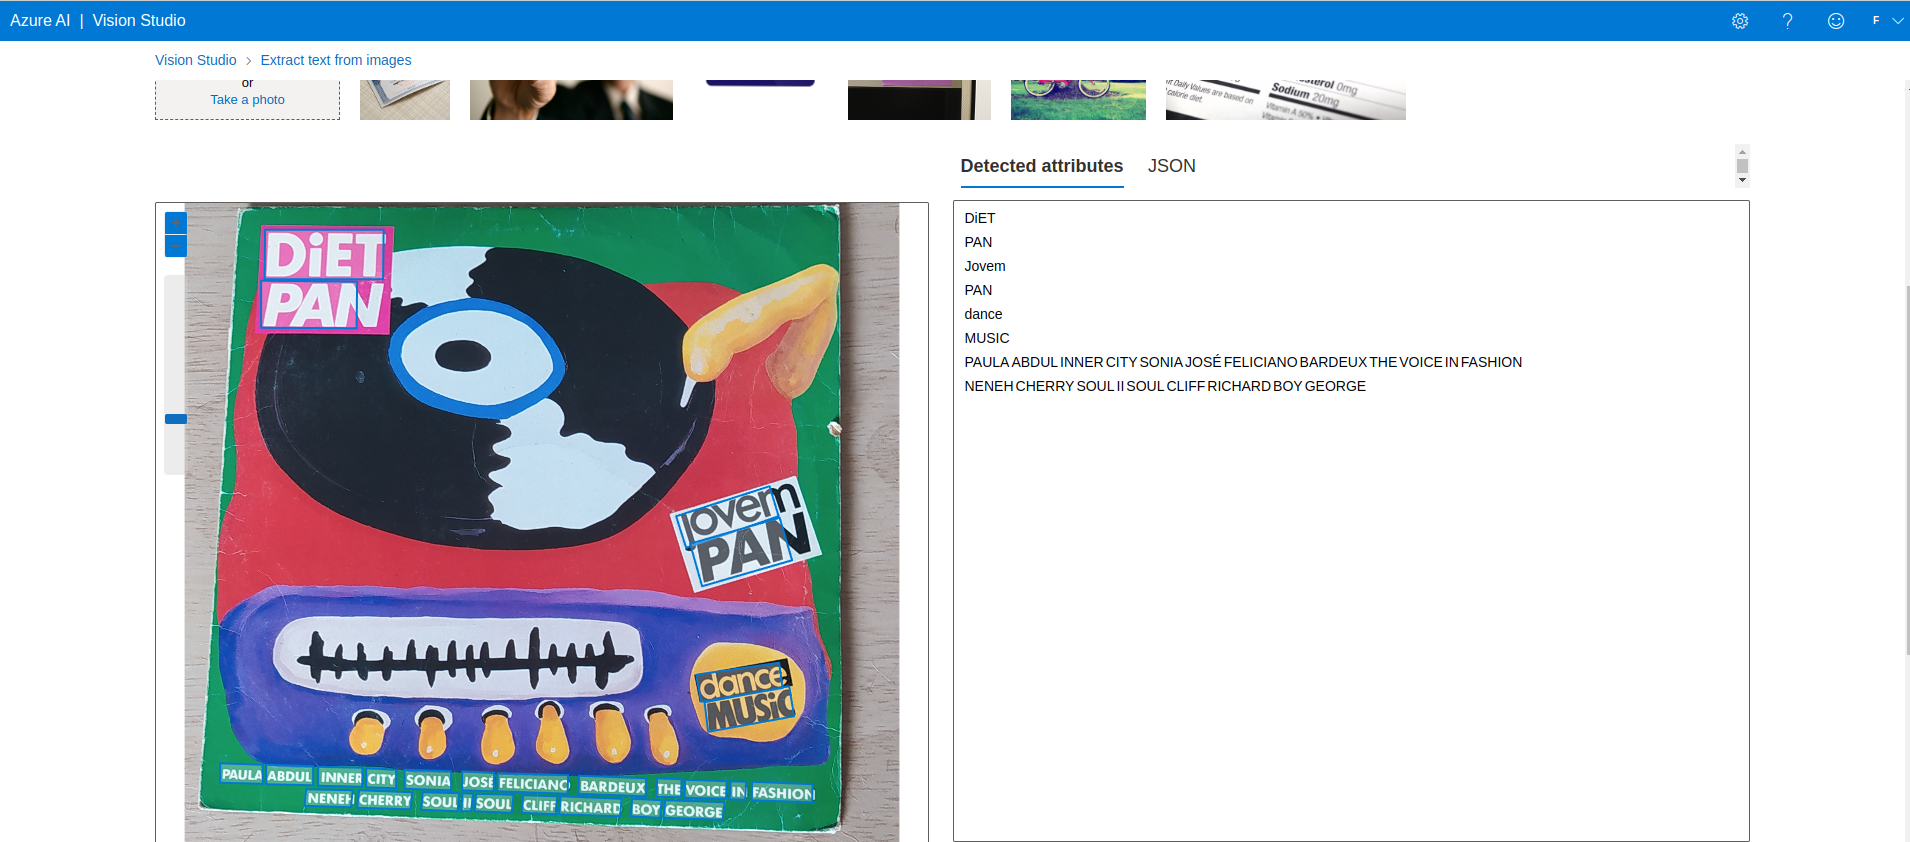 Azure AI | Vision Studio
F
Vision Studio > Extract text from images
or
Take a photo
nt Daily Values are based on
calorie diet.
sterol 0mg
Sodium 20mg
Vitamin A 50%
Detected attributes JSON
DiET
PAN
Jovem
PAN
dance
MUSIC
PAULA ABDUL INNER CITY SONIA JOSÉ FELICIANO BARDEUX THE VOICE IN FASHION
NENEH CHERRY SOUL II SOUL CLIFF RICHARD BOY GEORGE
DiET
PAN
Jovem
PAN
dance
MUSiC
PAULA ABDUL INNER CITY SONIA JOSÉ FELICIANO BARDEUX THE VOICE IN FASHION
NENEH CHERRY SOUL II SOUL CLIFF RICHARD BOY GEORGE